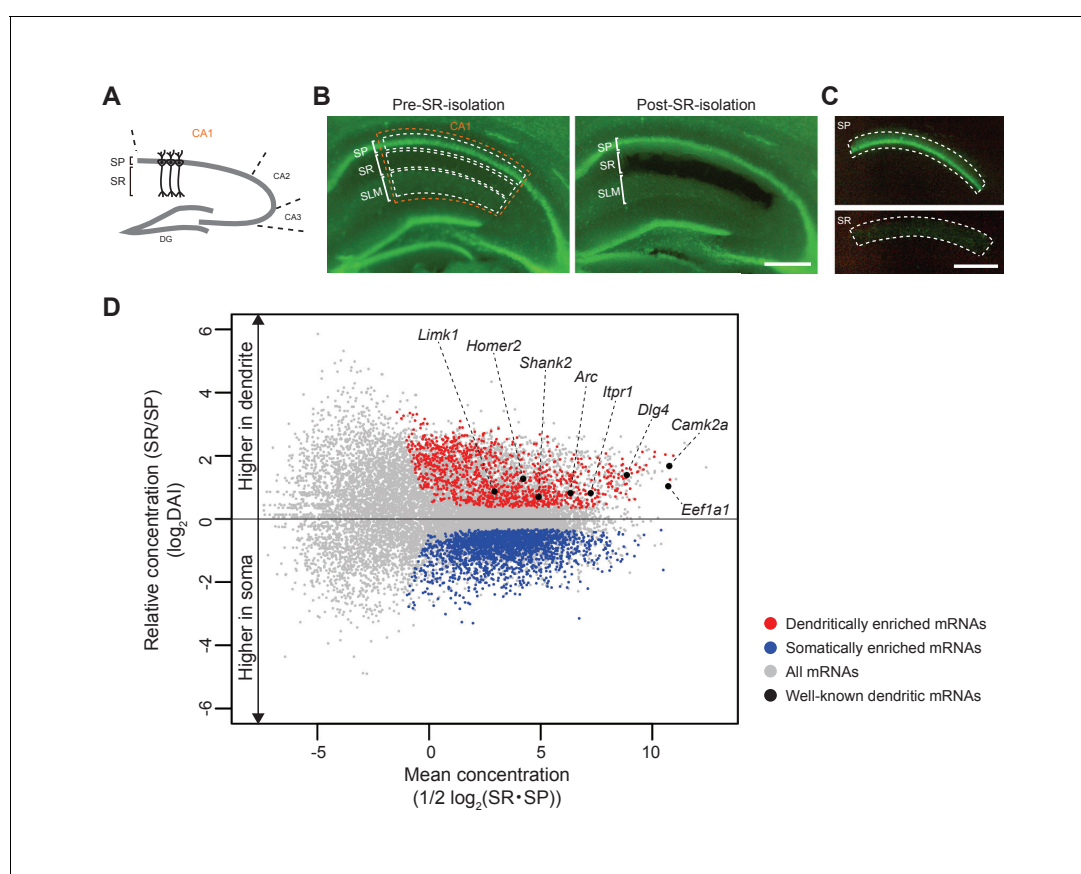 A
CA1
SP
SR
CA2
CA3
DG
B
Pre-SR-isolation
Post-SR-isolation
CA1
SP
SR
SLM
SP
SR
SLM
C
SP
SR
D
Relative concentration (SR/SP)
(log2DAI)
Higher in dendrite
Higher in soma
6
4
2
0
-2
-4
-6
Limk1
Homer2
Shank2
Arc
Itpr1
Dlg4
Camk2a
Eef1a1
-5
0
5
10
Mean concentration
(1/2 log2(SR·SP))
Dendritically enriched mRNAs
Somatically enriched mRNAs
All mRNAs
Well-known dendritic mRNAs